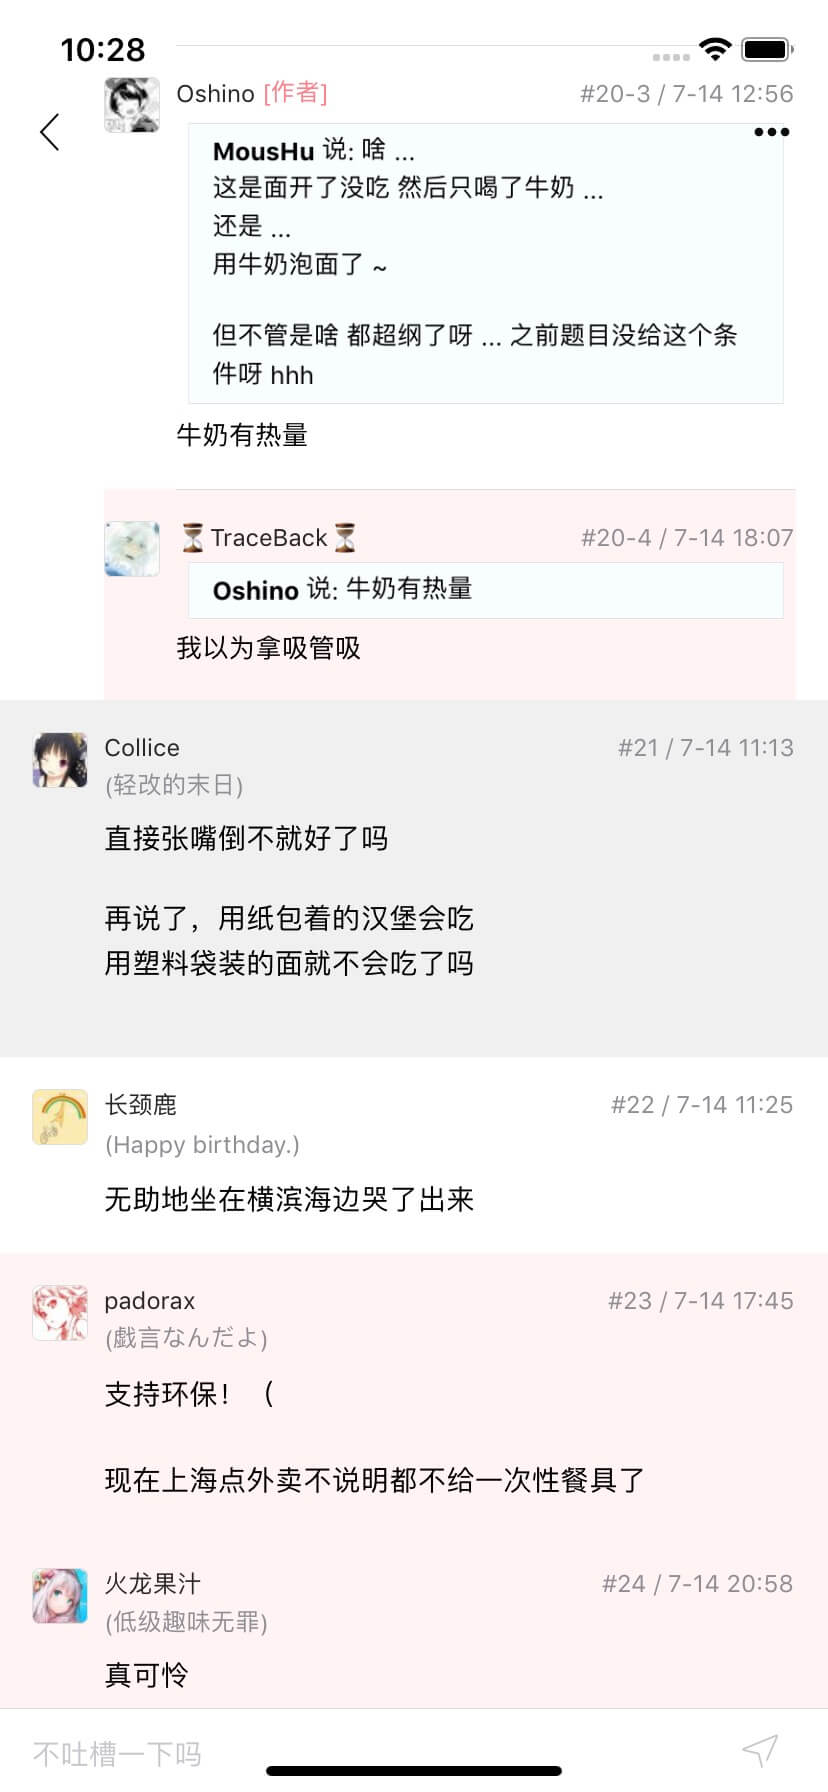 10:28
Oshino [作者]
#20-3 / 7-14 12:56
MousHu 说: 啥 ...
这是面开了没吃 然后只喝了牛奶 ...
还是 ...
用牛奶泡面了 ~
但不管是啥 都超纲了呀 ... 之前题目没给这个条
件呀 hhh
牛奶有热量
⏳TraceBack⏳
#20-4 / 7-14 18:07
Oshino 说: 牛奶有热量
我以为拿吸管吸
Collice
#21 / 7-14 11:13
(轻改的末日)
直接张嘴倒不就好了吗
再说了，用纸包着的汉堡会吃
用塑料袋装的面就不会吃了吗
长颈鹿
#22 / 7-14 11:25
(Happy birthday.)
无助地坐在横滨海边哭了出来
padorax
#23 / 7-14 17:45
(戯言なんだよ)
支持环保！（
现在上海点外卖不说明都不给一次性餐具了
火龙果汁
#24 / 7-14 20:58
(低级趣味无罪)
真可怜
不吐槽一下吗